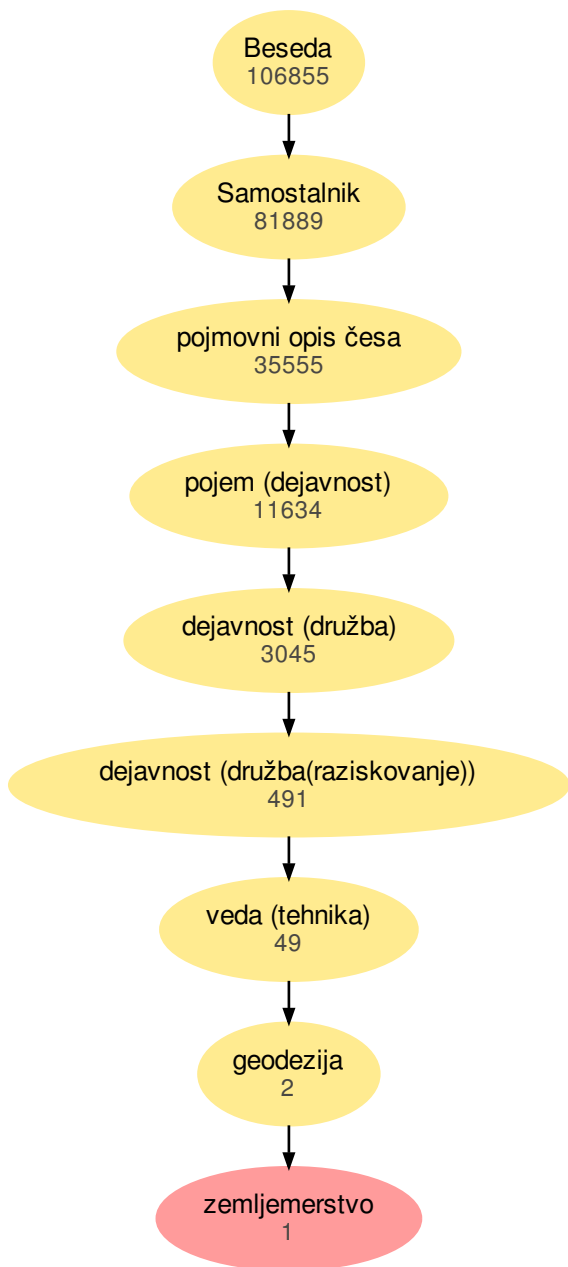 Beseda
106855
Samostalnik
81889
pojmovni opis česa
35555
pojem (dejavnost)
11634
dejavnost (družba)
3045
dejavnost (družba(raziskovanje))
491
veda (tehnika)
49
geodezija
2
zemljemerstvo
1